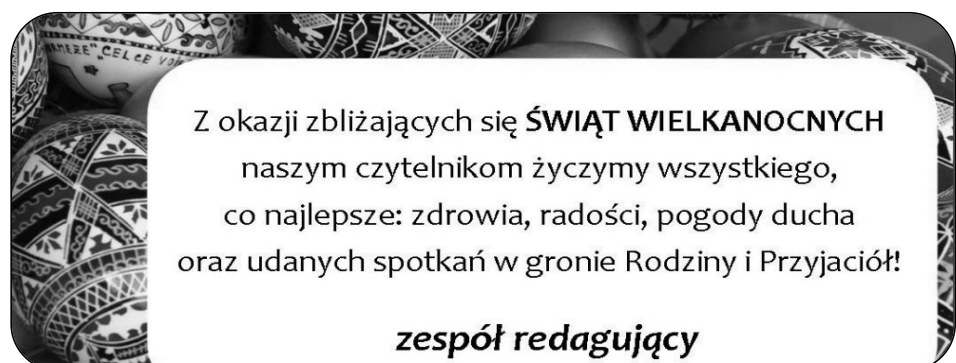 Z okazji zbliżających się ŚWIĄT WIELKANOCNYCH
naszym czytelnikom życzymy wszystkiego,
co najlepsze: zdrowia, radości, pogody ducha
oraz udanych spotkań w gronie Rodziny i Przyjaciół!
zespół redagujący